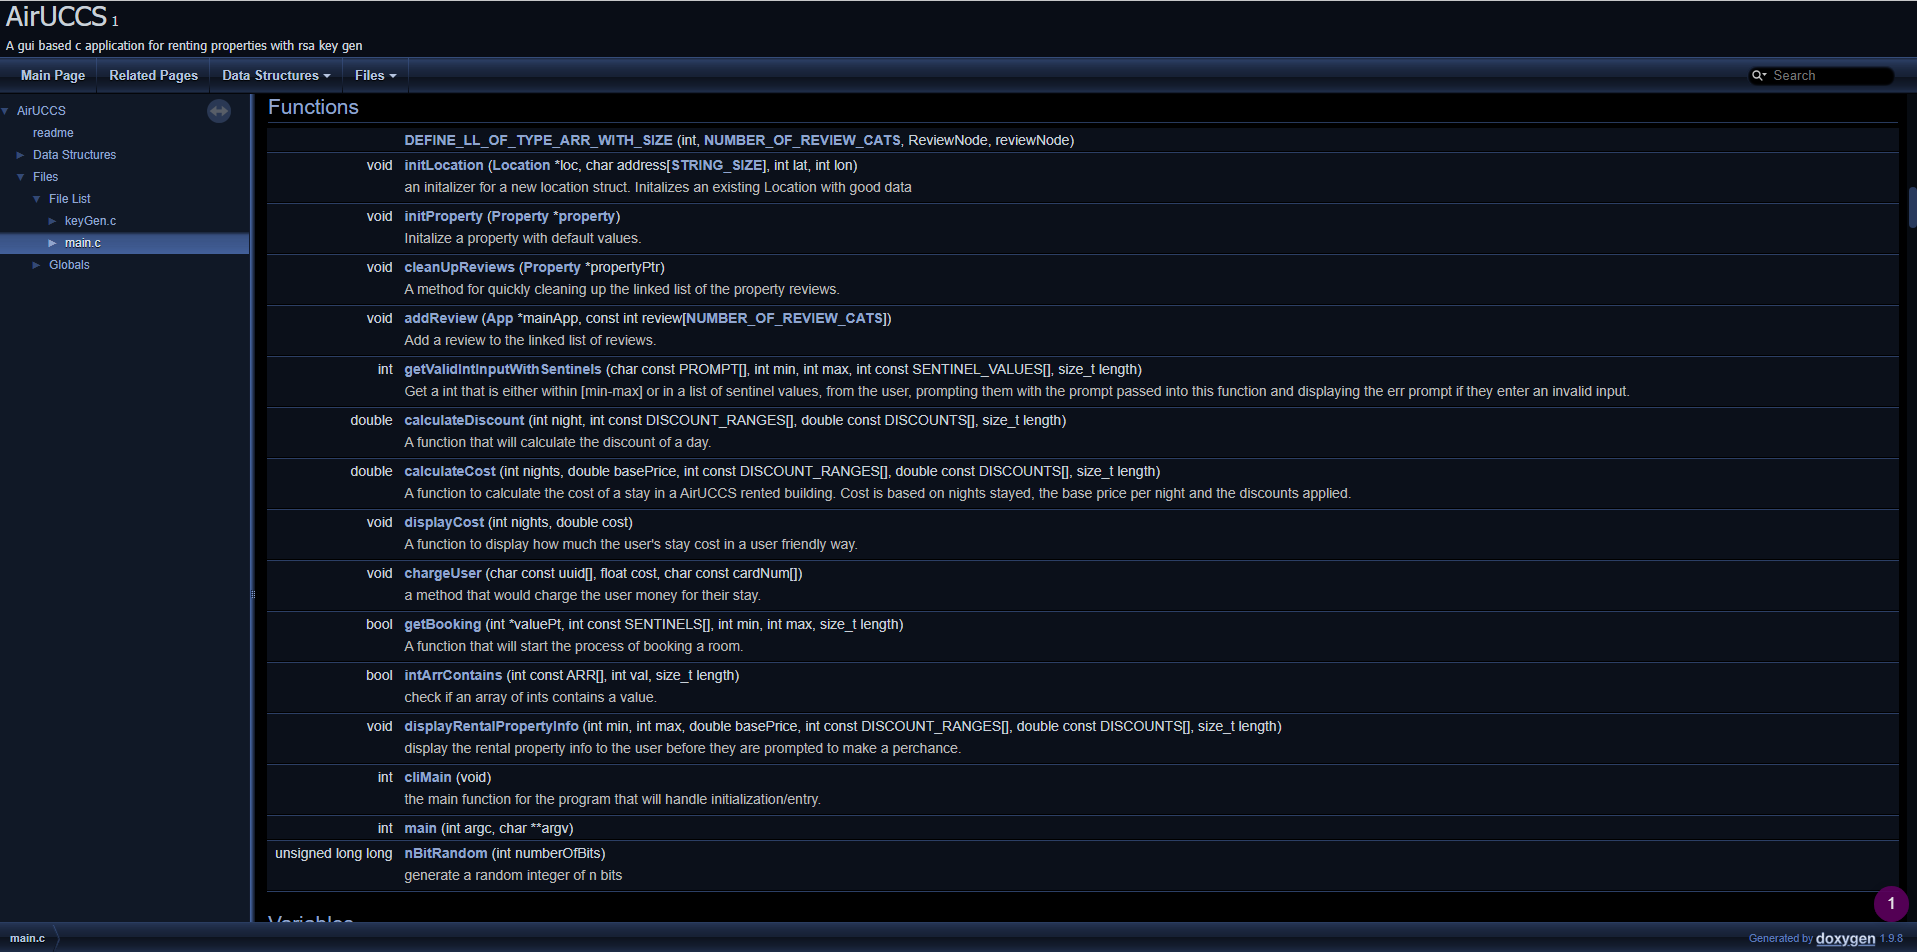 AirUCCS 1
A gui based c application for renting properties with rsa key gen
Main Page Related Pages Data Structures Files Search
AirUCCS
readme
Data Structures
Files
File List
keyGen.c
main.c
Globals
Functions
DEFINE_LL_OF_TYPE_ARR_WITH_SIZE (int, NUMBER_OF_REVIEW_CATS, ReviewNode, reviewNode)
void initLocation (Location *loc, char address[STRING_SIZE], int lat, int lon)
an initalizer for a new location struct. Initalizes an existing Location with good data
void initProperty (Property *property)
Initalize a property with default values.
void cleanUpReviews (Property *propertyPtr)
A method for quickly cleaning up the linked list of the property reviews.
void addReview (App *mainApp, const int review[NUMBER_OF_REVIEW_CATS])
Add a review to the linked list of reviews.
int getValidIntInputWithSentinels (char const PROMPT[], int min, int max, int const SENTINEL_VALUES[], size_t length)
Get a int that is either within [min-max] or in a list of sentinel values, from the user, prompting them with the prompt passed into this function and displaying the err prompt if they enter an invalid input.
double calculateDiscount (int night, int const DISCOUNT_RANGES[], double const DISCOUNTS[], size_t length)
A function that will calculate the discount of a day.
double calculateCost (int nights, double basePrice, int const DISCOUNT_RANGES[], double const DISCOUNTS[], size_t length)
A function to calculate the cost of a stay in a AirUCCS rented building. Cost is based on nights stayed, the base price per night and the discounts applied.
void displayCost (int nights, double cost)
A function to display how much the user's stay cost in a user friendly way.
void chargeUser (char const uuid[], float cost, char const cardNum[])
a method that would charge the user money for their stay.
bool getBooking (int *valuePt, int const SENTINELS[], int min, int max, size_t length)
A function that will start the process of booking a room.
bool intArrContains (int const ARR[], int val, size_t length)
check if an array of ints contains a value.
void displayRentalPropertyInfo (int min, int max, double basePrice, int const DISCOUNT_RANGES[], double const DISCOUNTS[], size_t length)
display the rental property info to the user before they are prompted to make a perchance.
int cliMain (void)
the main function for the program that will handle initialization/entry.
int main (int argc, char **argv)
unsigned long long nBitRandom (int numberOfBits)
generate a random integer of n bits
Variables
1
main.c
Generated by doxygen 1.9.8